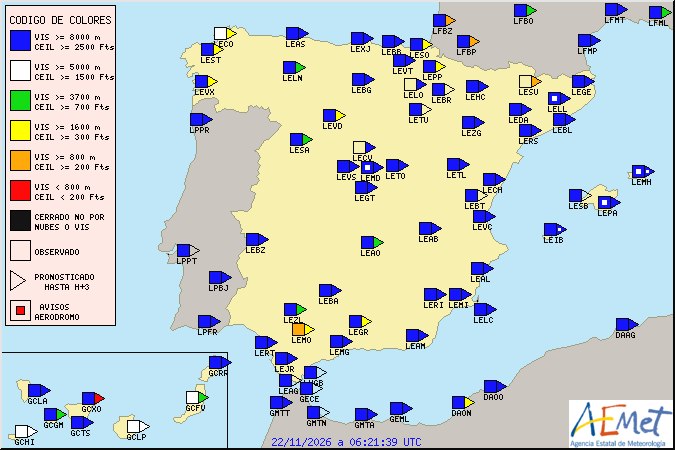 CODIGO DE COLORES
VIS >= 8000 m
CEIL >= 2500 Fts
VIS >= 5000 m
CEIL >= 1500 Fts
VIS >= 3700 m
CEIL >= 700 Fts
VIS >= 1600 m
CEIL >= 300 Fts
VIS >= 800 m
CEIL >= 200 Fts
VIS < 800 m
CEIL < 200 Fts
CERRADO NO POR
NUBES O VIS
OBSERVADO
PRONOSTICADO
HASTA H+3
AVISOS
AERODROMO
LFBO
LFMT
LFML
LFBZ
LECO
LEAS
LEXJ
LEBB
LESO
LFBP
LFMP
LEST
LEVT
LEPP
LELN
LEVX
LEBG
LELO
LEBR
LEHC
LESU
LEGE
LELL
LETU
LEDA
LPPR
LEVD
LEZG
LERS
LEBL
LESA
LECV
LEVS
LEMD
LETO
LETL
LEMH
LEGT
LECH
LEBT
LESB
LEPA
LEVC
LEAB
LEIB
LEBZ
LEAO
LPPT
LEAL
LPBJ
LEBA
LERI
LEMI
LEZL
LELC
LPFR
LEMO
LEGR
DAAG
LERT
LEMG
LEAM
LEJR
GCRR
LXGB
LEAG
GECE
DAOO
GCLA
GCXO
GCFV
GMTT
GCGM
GMTN
GMTA
GEML
DAON
GCTS
GCHI
GCLP
22/11/2026 a 06:21:39 UTC
AEMet
Agencia Estatal de Meteorología